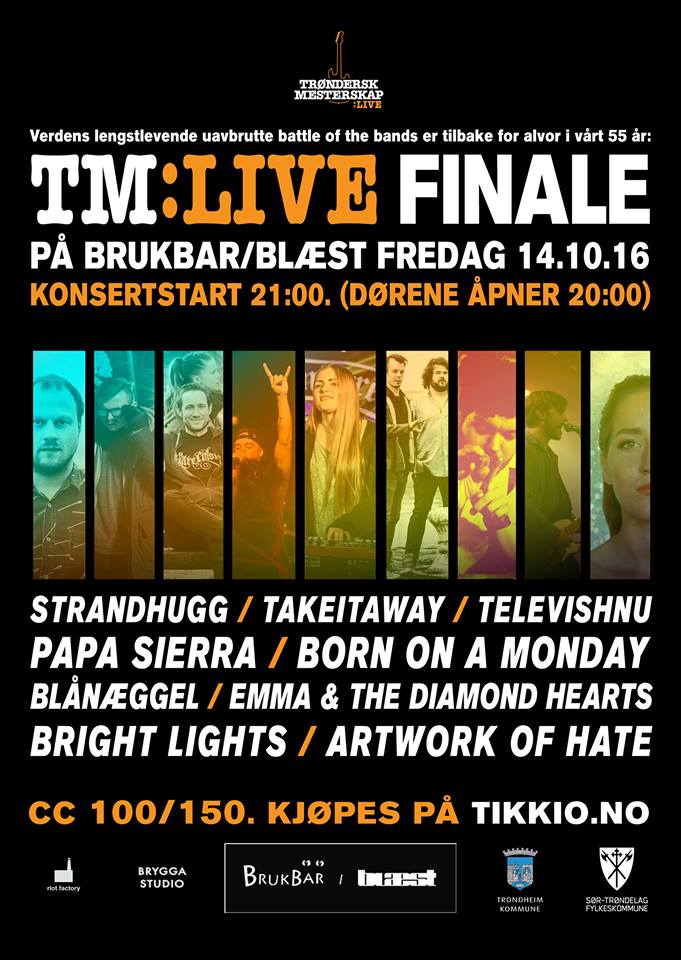 TRØNDERSK
MESTERSKAP
:LIVE
Verdens lengstlevende uavbrutte battle of the bands er tilbake for alvor i vårt 55 år:
TM:LIVE FINALE
PÅ BRUKBAR/BLÆST FREDAG 14.10.16
KONSERTSTART 21:00. (DØRENE ÅPNER 20:00)
STRANDHUGG / TAKEITAWAY / TELEVISHNU
PAPA SIERRA / BORN ON A MONDAY
BLÅNÆGGEL / EMMA & THE DIAMOND HEARTS
BRIGHT LIGHTS / ARTWORK OF HATE
CC 100/150. KJØPES PÅ TIKKIO.NO
riot factory
BRYGGA
STUDIO
BRUKBAR / blæst
TRONDHEIM
KOMMUNE
SØR-TRØNDELAG
FYLKESKOMMUNE